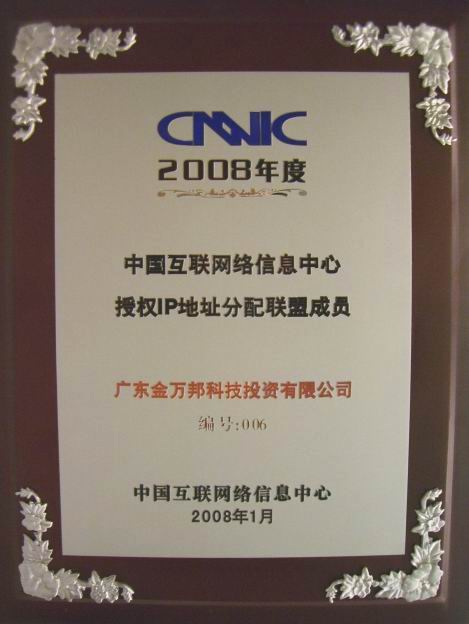 CNNIC
2008年度
中国互联网络信息中心
授权IP地址分配联盟成员
广东金万邦科技投资有限公司
编号:006
中国互联网络信息中心
2008年1月